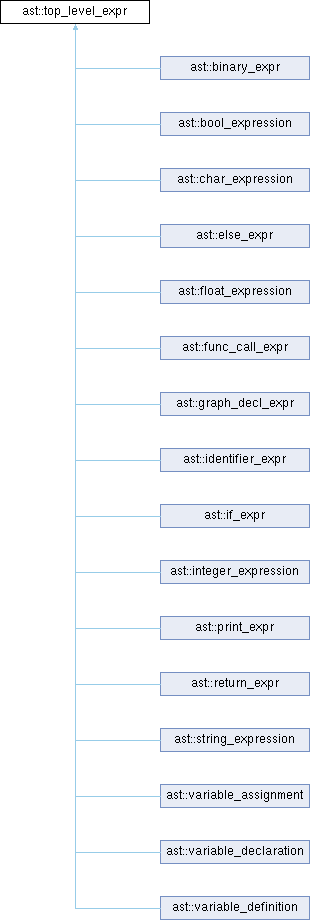 ast::top_level_expr
ast::binary_expr
ast::bool_expression
ast::char_expression
ast::else_expr
ast::float_expression
ast::func_call_expr
ast::graph_decl_expr
ast::identifier_expr
ast::if_expr
ast::integer_expression
ast::print_expr
ast::return_expr
ast::string_expression
ast::variable_assignment
ast::variable_declaration
ast::variable_definition